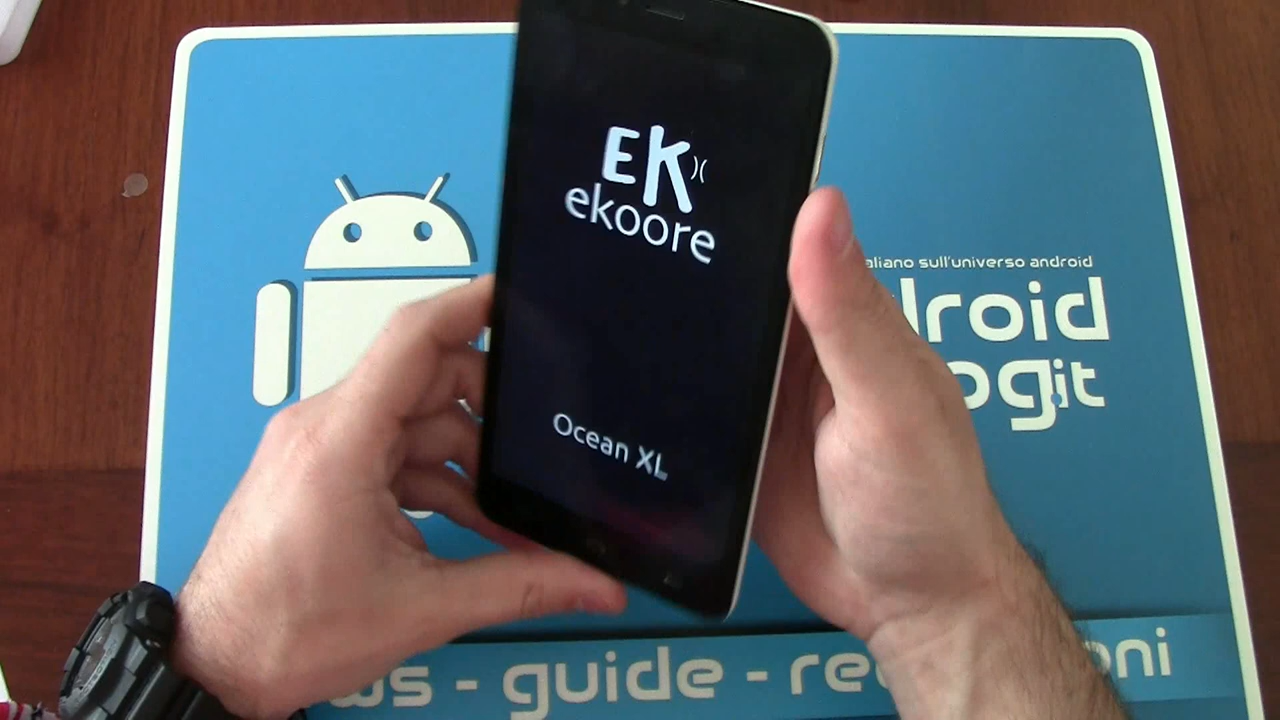 EK
ekoore
Ocean XL
aliano sull'universo android
droid
ogit
ws - guide - re oni